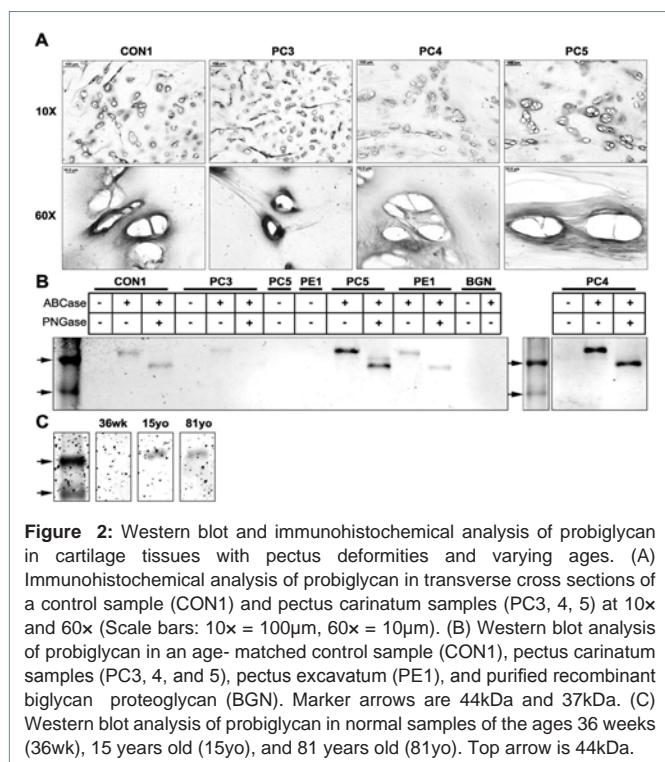 A
CON1 PC3 PC4 PC5
10X
60X
B
CON1 PC3 PC5 PE1 PC5 PE1 BGN PC4
ABCase - + + - + + - - + + + + - + - + +
PNGase + + + + +
C
36wk 15yo 81yo
Figure 2: Western blot and immunohistochemical analysis of probiglycan
in cartilage tissues with pectus deformities and varying ages. (A)
Immunohistochemical analysis of probiglycan in transverse cross sections of
a control sample (CON1) and pectus carinatum samples (PC3, 4, 5) at 10×
and 60× (Scale bars: 10× = 100µm, 60× = 10µm). (B) Western blot analysis
of probiglycan in an age- matched control sample (CON1), pectus carinatum
samples (PC3, 4, and 5), pectus excavatum (PE1), and purified recombinant
biglycan proteoglycan (BGN). Marker arrows are 44kDa and 37kDa. (C)
Western blot analysis of probiglycan in normal samples of the ages 36 weeks
(36wk), 15 years old (15yo), and 81 years old (81yo). Top arrow is 44kDa.